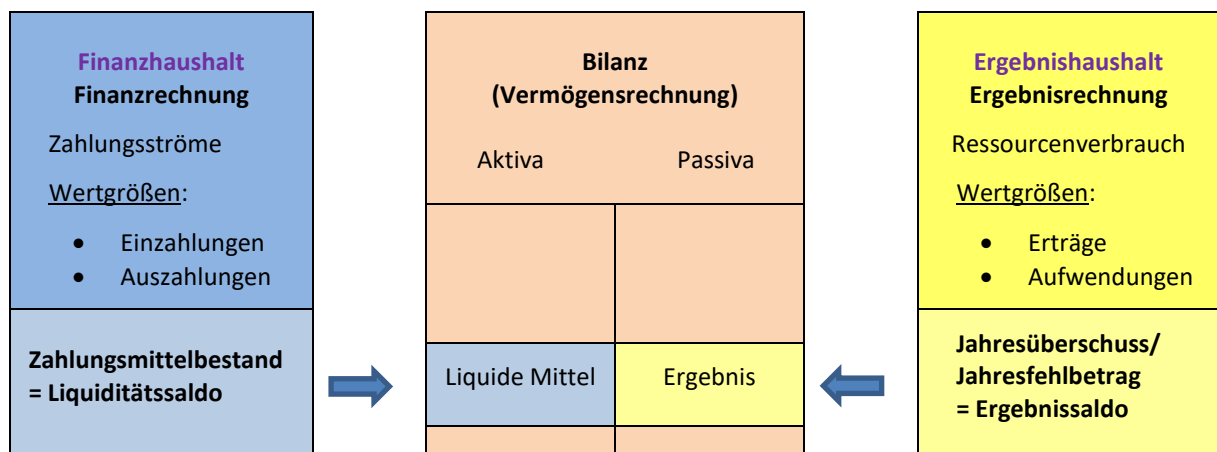 Finanzhaushalt
Finanzrechnung
Zahlungsströme
Wertgrößen:
• Einzahlungen
• Auszahlungen
Zahlungsmittelbestand
= Liquiditätssaldo
Bilanz
(Vermögensrechnung)
Aktiva Passiva
Liquide Mittel Ergebnis
Ergebnishaushalt
Ergebnisrechnung
Ressourcenverbrauch
Wertgrößen:
• Erträge
• Aufwendungen
Jahresüberschuss/
Jahresfehlbetrag
= Ergebnissaldo